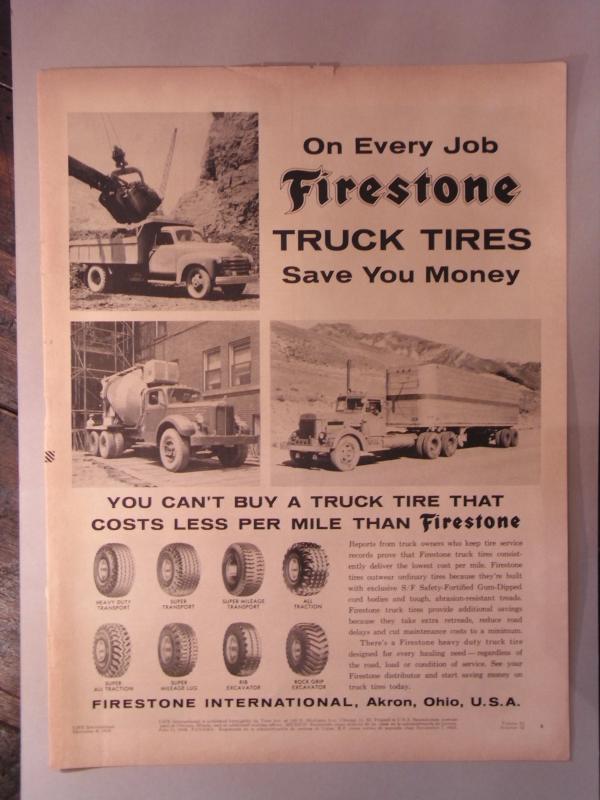 On Every Job
Firestone
TRUCK TIRES
Save You Money
YOU CAN'T BUY A TRUCK TIRE THAT
COSTS LESS PER MILE THAN Firestone
HEAVY DUTY
TRANSPORT
SUPER
TRANSPORT
SUPER MILEAGE
TRANSPORT
ALL
TRACTION
SUPER
ALL TRACTION
SUPER
MILEAGE LUG
RIB
EXCAVATOR
ROCK GRIP
EXCAVATOR
Reports from truck owners who keep tire service
records prove that Firestone truck tires consist-
ently deliver the lowest cost per mile. Firestone
tires outwear ordinary tires because they're built
with exclusive S/F Safety-Fortified Gum-Dipped
cord bodies and tough, abrasion-resistant treads.
Firestone truck tires provide additional savings
because they take extra retreads, reduce road
delays and cut maintenance costs to a minimum.
There's a Firestone heavy duty truck tire
designed for every hauling need—regardless of
the road, load or condition of service. See your
Firestone distributor and start saving money on
truck tires today.
FIRESTONE INTERNATIONAL, Akron, Ohio, U.S.A.
LIFE International